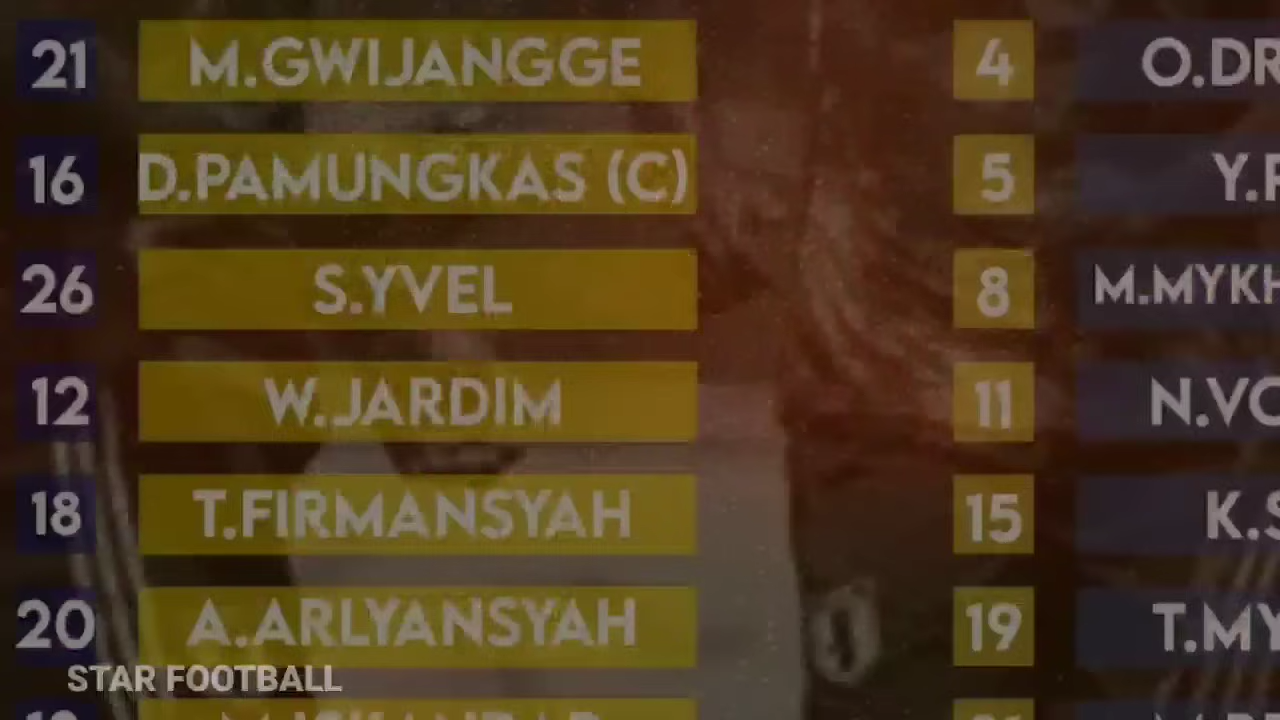 21 M.GWIJANGGE 4 O.DR
16 D.PAMUNGKAS (C) 5 Y.
26 S.YVEL 8 M.MYKH
12 W.JARDIM 11 N.VO
18 T.FIRMANSYAH 15 K.S
20 A.ARLYANSYAH 19 T.MY
STAR FOOTBALL